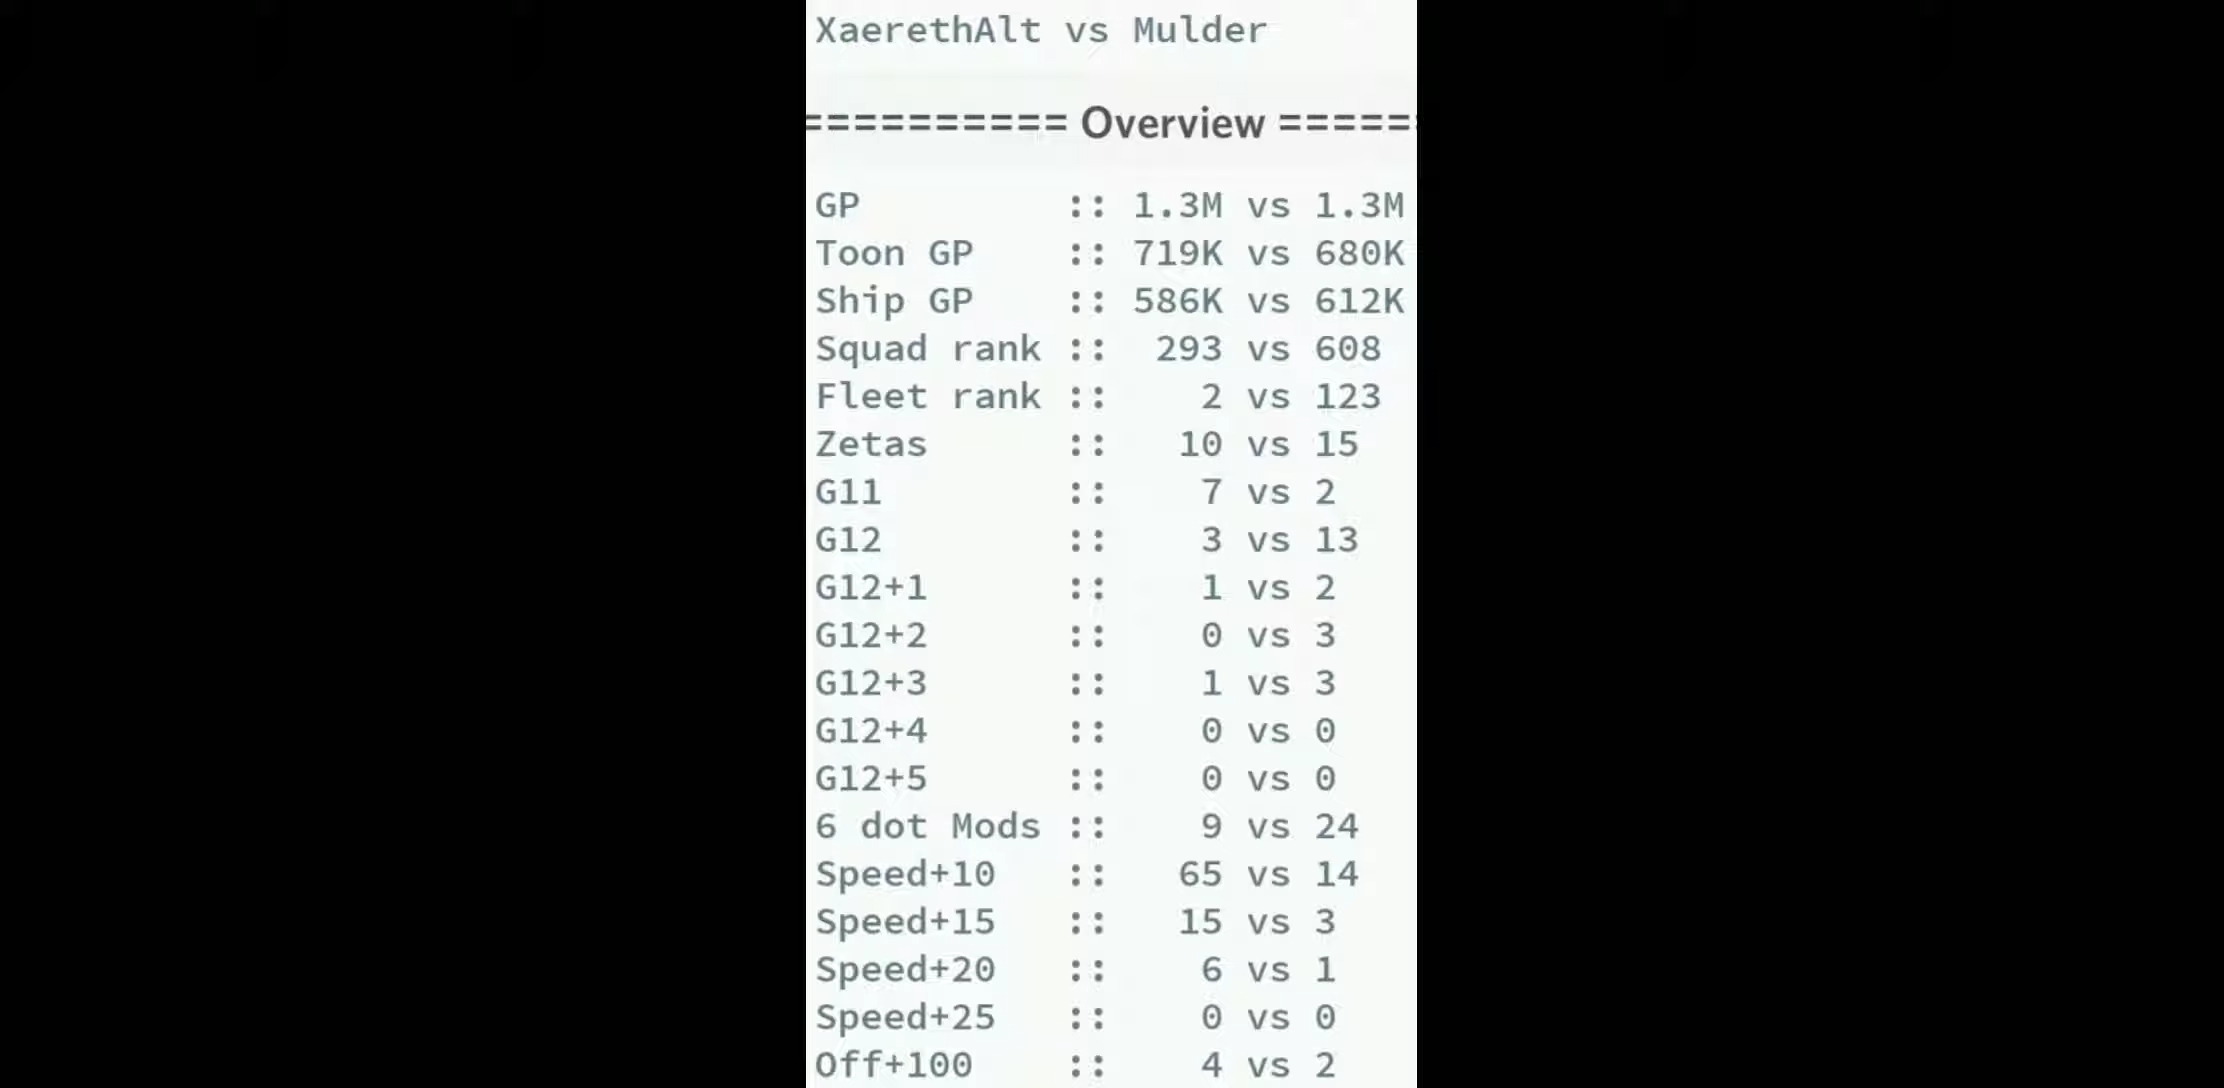 XaerethAlt vs Mulder
========== Overview ======
GP :: 1.3M vs 1.3M
Toon GP :: 719K vs 680K
Ship GP :: 586K vs 612K
Squad rank :: 293 vs 608
Fleet rank :: 2 vs 123
Zetas :: 10 vs 15
G11 :: 7 vs 2
G12 :: 3 vs 13
G12+1 :: 1 vs 2
G12+2 :: 0 vs 3
G12+3 :: 1 vs 3
G12+4 :: 0 vs 0
G12+5 :: 0 vs 0
6 dot Mods :: 9 vs 24
Speed+10 :: 65 vs 14
Speed+15 :: 15 vs 3
Speed+20 :: 6 vs 1
Speed+25 :: 0 vs 0
Off+100 :: 4 vs 2